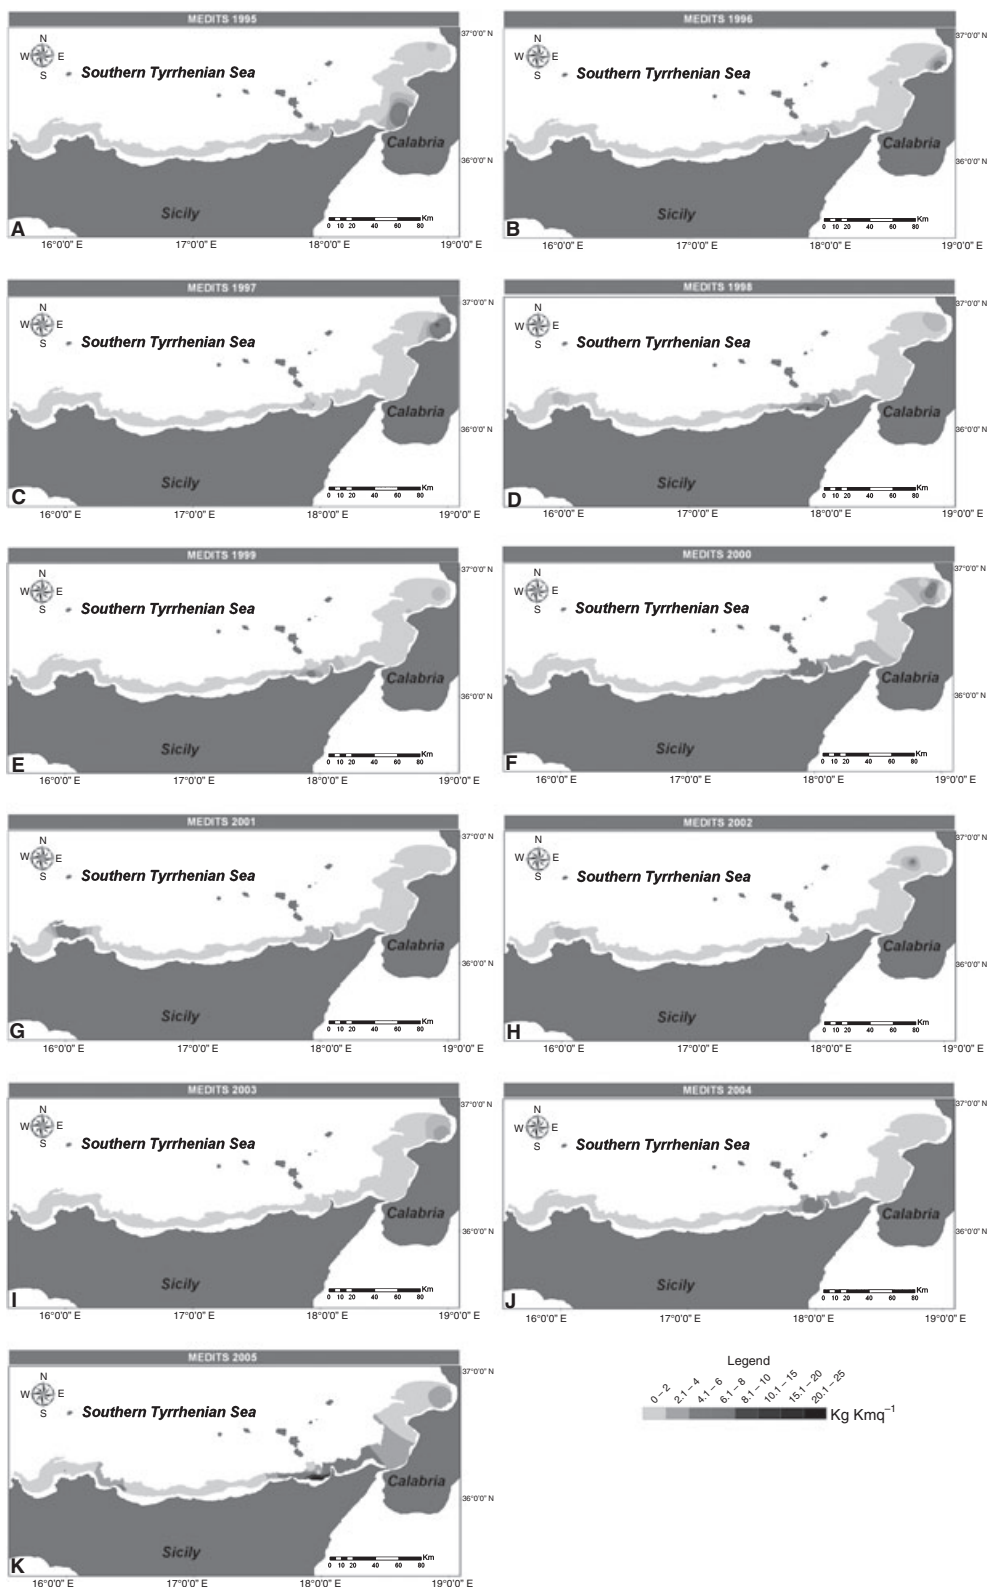 MEDITS 1995
37°0'0" N
N
W E
S
Southern Tyrrhenian Sea
Calabria
36°0'0" N
Sicily
Km
0 10 20 40 60 80
A
16°0'0" E 17°0'0" E 18°0'0" E 19°0'0" E
MEDITS 1996
37°0'0" N
N
W E
S
Southern Tyrrhenian Sea
Calabria
36°0'0" N
Sicily
Km
0 10 20 40 60 80
B
16°0'0" E 17°0'0" E 18°0'0" E 19°0'0" E
MEDITS 1997
37°0'0" N
N
W E
S
Southern Tyrrhenian Sea
Calabria
36°0'0" N
Sicily
Km
0 10 20 40 60 80
C
16°0'0" E 17°0'0" E 18°0'0" E 19°0'0" E
MEDITS 1998
37°0'0" N
N
W E
S
Southern Tyrrhenian Sea
Calabria
36°0'0" N
Sicily
Km
0 10 20 40 60 80
D
16°0'0" E 17°0'0" E 18°0'0" E 19°0'0" E
MEDITS 1999
37°0'0" N
N
W E
S
Southern Tyrrhenian Sea
Calabria
36°0'0" N
Sicily
Km
0 10 20 40 60 80
E
16°0'0" E 17°0'0" E 18°0'0" E 19°0'0" E
MEDITS 2000
37°0'0" N
N
W E
S
Southern Tyrrhenian Sea
Calabria
36°0'0" N
Sicily
Km
0 10 20 40 60 80
F
16°0'0" E 17°0'0" E 18°0'0" E 19°0'0" E
MEDITS 2001
37°0'0" N
N
W E
S
Southern Tyrrhenian Sea
Calabria
36°0'0" N
Sicily
Km
0 10 20 40 60 80
G
16°0'0" E 17°0'0" E 18°0'0" E 19°0'0" E
MEDITS 2002
37°0'0" N
N
W E
S
Southern Tyrrhenian Sea
Calabria
36°0'0" N
Sicily
Km
0 10 20 40 60 80
H
16°0'0" E 17°0'0" E 18°0'0" E 19°0'0" E
MEDITS 2003
37°0'0" N
N
W E
S
Southern Tyrrhenian Sea
Calabria
36°0'0" N
Sicily
Km
0 10 20 40 60 80
I
16°0'0" E 17°0'0" E 18°0'0" E 19°0'0" E
MEDITS 2004
37°0'0" N
N
W E
S
Southern Tyrrhenian Sea
Calabria
36°0'0" N
Sicily
Km
0 10 20 40 60 80
J
16°0'0" E 17°0'0" E 18°0'0" E 19°0'0" E
MEDITS 2005
37°0'0" N
N
W E
S
Southern Tyrrhenian Sea
Calabria
36°0'0" N
Sicily
Km
0 10 20 40 60 80
K
16°0'0" E 17°0'0" E 18°0'0" E 19°0'0" E
Legend
0 – 2
2.1 – 4
4.1 – 6
6.1 – 8
8.1 – 10
10.1 – 15
15.1 – 20
20.1 – 25
Kg Kmq⁻¹